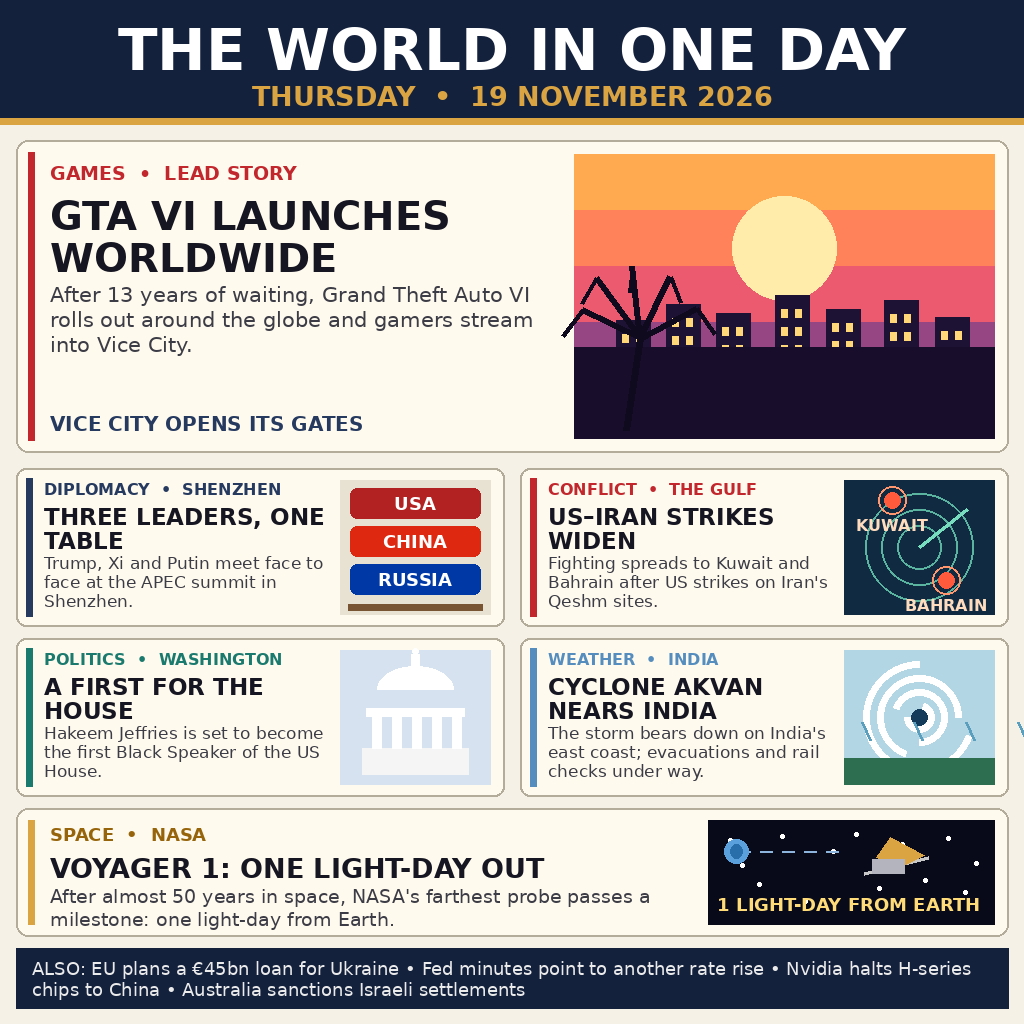 THE WORLD IN ONE DAY
THURSDAY • 19 NOVEMBER 2026
GAMES • LEAD STORY
GTA VI LAUNCHES
WORLDWIDE
After 13 years of waiting, Grand Theft Auto VI
rolls out around the globe and gamers stream
into Vice City.
VICE CITY OPENS ITS GATES
DIPLOMACY • SHENZHEN
THREE LEADERS, ONE
TABLE
Trump, Xi and Putin meet face to
face at the APEC summit in
Shenzhen.
USA
CHINA
RUSSIA
CONFLICT • THE GULF
US–IRAN STRIKES
WIDEN
Fighting spreads to Kuwait and
Bahrain after US strikes on Iran's
Qeshm sites.
KUWAIT
BAHRAIN
POLITICS • WASHINGTON
A FIRST FOR THE
HOUSE
Hakeem Jeffries is set to become
the first Black Speaker of the US
House.
WEATHER • INDIA
CYCLONE AKVAN
NEARS INDIA
The storm bears down on India's
east coast; evacuations and rail
checks under way.
SPACE • NASA
VOYAGER 1: ONE LIGHT-DAY OUT
After almost 50 years in space, NASA's farthest probe passes a
milestone: one light-day from Earth.
1 LIGHT-DAY FROM EARTH
ALSO: EU plans a €45bn loan for Ukraine • Fed minutes point to another rate rise • Nvidia halts H-series
chips to China • Australia sanctions Israeli settlements